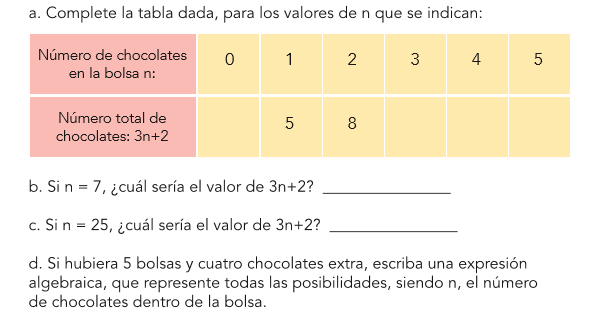 a. Complete la tabla dada, para los valores de n que se indican:
Número de chocolates
en la bolsa n:
0 1 2 3 4 5
Número total de
chocolates: 3n+2
5 8
b. Si n = 7, ¿cuál sería el valor de 3n+2? ______________
c. Si n = 25, ¿cuál sería el valor de 3n+2? ______________
d. Si hubiera 5 bolsas y cuatro chocolates extra, escriba una expresión
algebraica, que represente todas las posibilidades, siendo n, el número
de chocolates dentro de la bolsa.